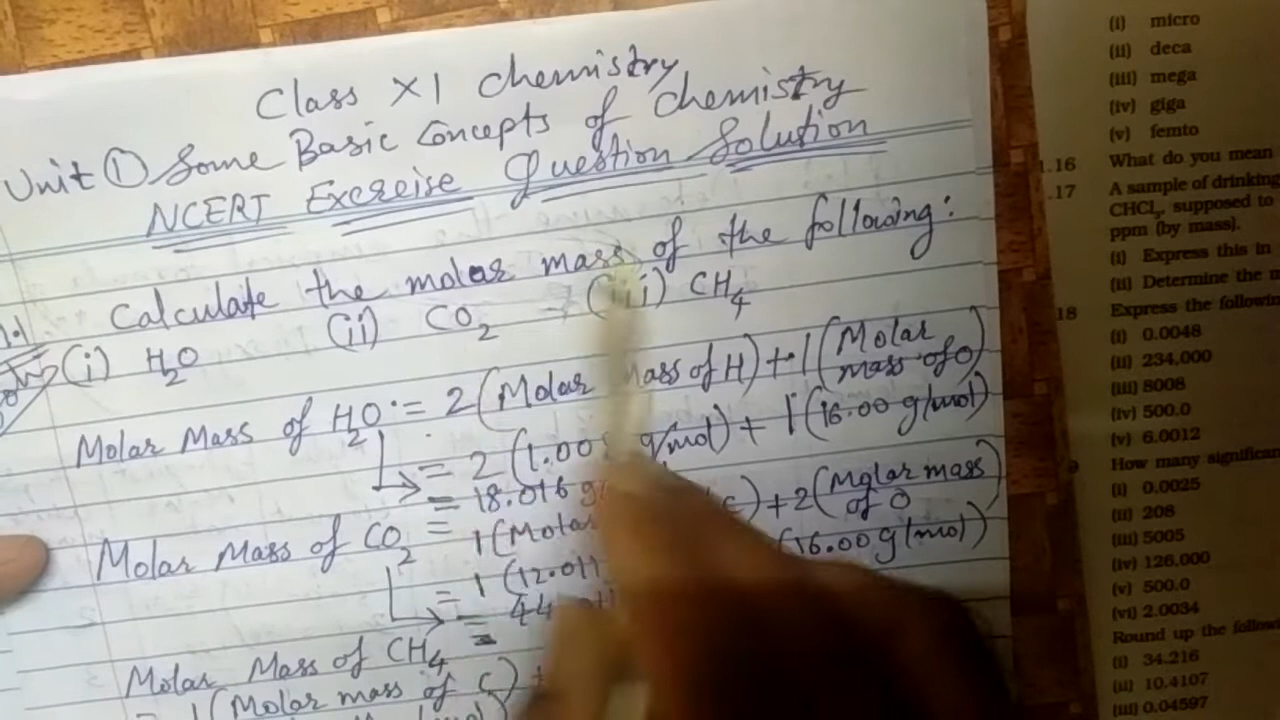 Class XI Chemistry
Unit ① Some Basic Concepts of Chemistry
NCERT Exercise Question Solution
1.1 Calculate the molar mass of the following:
(i) H₂O (ii) CO₂ (iii) CH₄
Molar Mass of H₂O = 2 (Molar Mass of H) + 1 (Molar mass of O)
= 2 (1.008 g/mol) + 1 (16.00 g/mol)
= 18.016
Molar Mass of CO₂ = 1 (Molar + 2 (Molar mass of O)
= 1 (12.011 (16.00 g/mol)
= 44
Molar Mass of CH₄ =
= 1 (Molar mass of C) +
(i) micro
(ii) deca
(iii) mega
(iv) giga
(v) femto
1.16 What do you mean
.17 A sample of drinking
CHCl₃, supposed to
ppm (by mass).
(i) Express this in
(ii) Determine the
18 Express the
(i) 0.0048
(ii) 234,000
(iii) 8008
(iv) 500.0
(v) 6.0012
How many
(i) 0.0025
(ii) 208
(iii) 5005
(iv) 126,000
(v) 500.0
(vi) 2.0034
Round up the
(i) 34.216
(ii) 10.4107
(iii) 0.04597